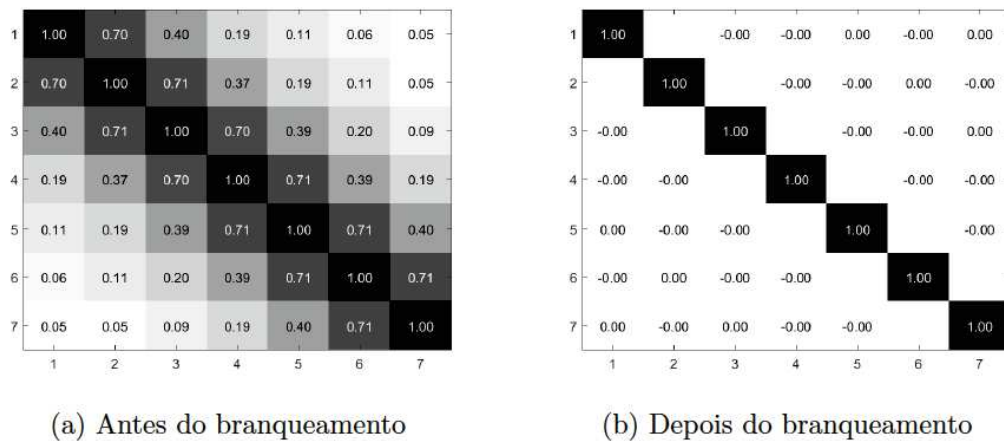 1 1.00 0.70 0.40 0.19 0.11 0.06 0.05
2 0.70 1.00 0.71 0.37 0.19 0.11 0.05
3 0.40 0.71 1.00 0.70 0.39 0.20 0.09
4 0.19 0.37 0.70 1.00 0.71 0.39 0.19
5 0.11 0.19 0.39 0.71 1.00 0.71 0.40
6 0.06 0.11 0.20 0.39 0.71 1.00 0.71
7 0.05 0.05 0.09 0.19 0.40 0.71 1.00
1 2 3 4 5 6 7
(a) Antes do branqueamento
1 1.00 -0.00 -0.00 0.00 -0.00 0.00
2 1.00 -0.00 -0.00 0.00 -0.00
3 -0.00 1.00 -0.00 -0.00 0.00
4 -0.00 -0.00 1.00 -0.00 -0.00
5 0.00 -0.00 -0.00 1.00 -0.00
6 -0.00 0.00 -0.00 -0.00 1.00
7 0.00 -0.00 0.00 -0.00 -0.00 1.00
1 2 3 4 5 6 7
(b) Depois do branqueamento